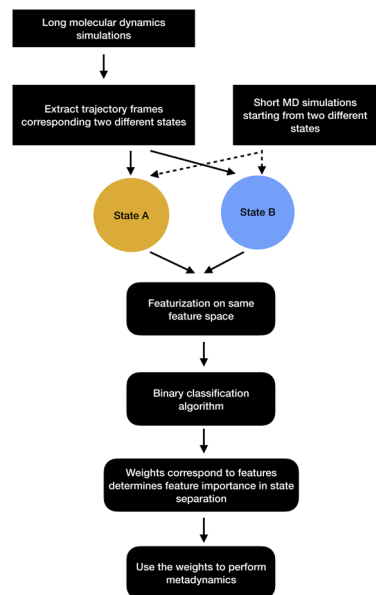 Long molecular dynamics
simulations
Extract trajectory frames
corresponding two different states
Short MD simulations
starting from two different
states
State A
State B
Featurization on same
feature space
Binary classification
algorithm
Weights correspond to features
determines feature importance in state
separation
Use the weights to perform
metadynamics